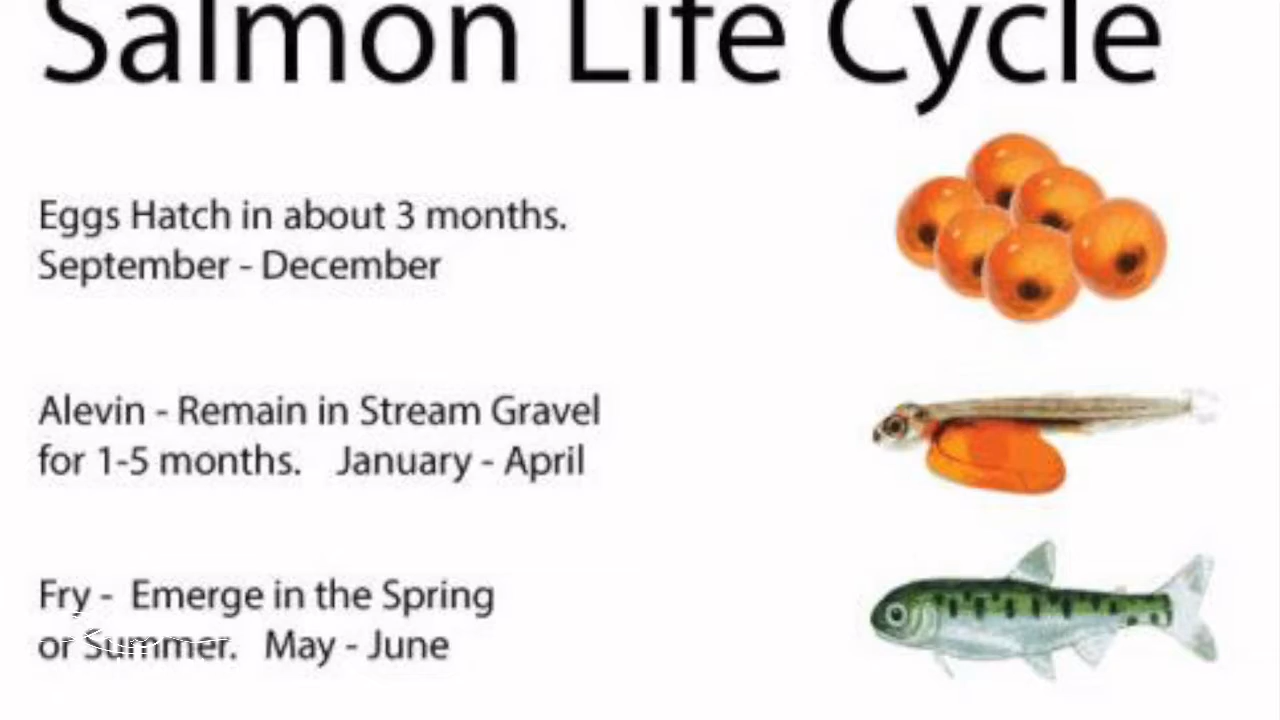 Salmon Life Cycle
Eggs Hatch in about 3 months.
September - December
Alevin - Remain in Stream Gravel
for 1-5 months. January - April
Fry - Emerge in the Spring
or Summer. May - June